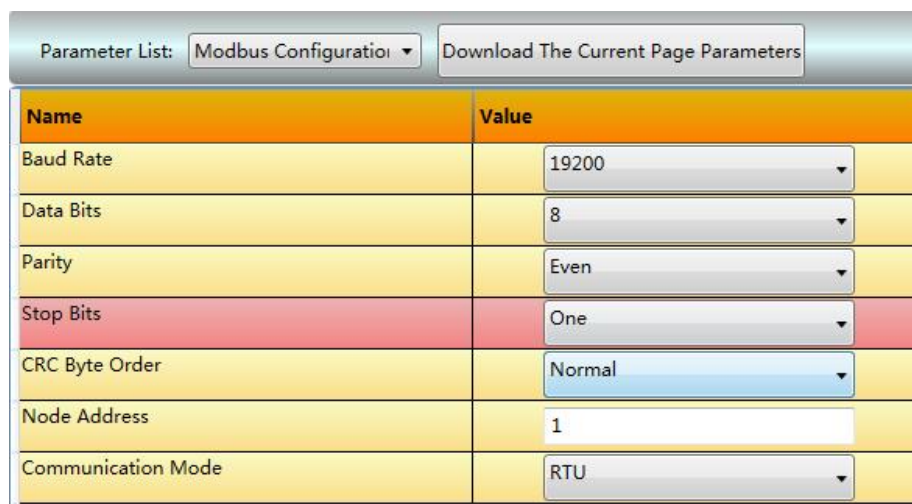 Parameter List: Modbus Configuration Download The Current Page Parameters
Name Value
Baud Rate 19200
Data Bits 8
Parity Even
Stop Bits One
CRC Byte Order Normal
Node Address 1
Communication Mode RTU